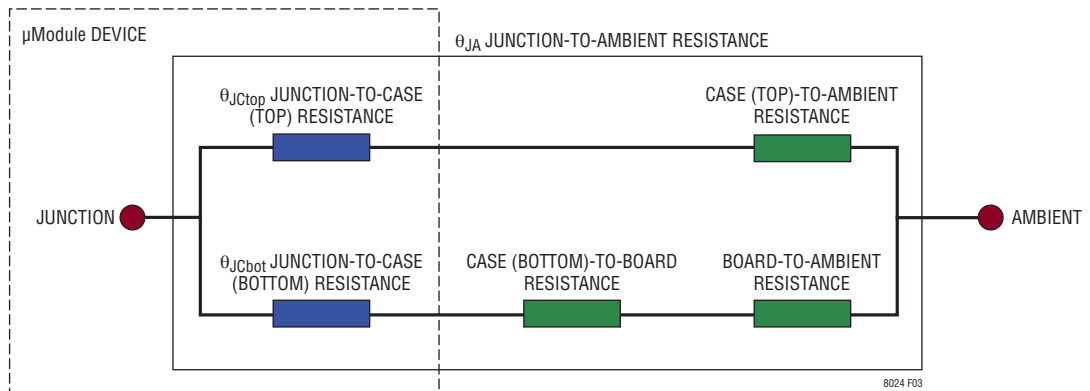 µModule DEVICE
θJA JUNCTION-TO-AMBIENT RESISTANCE
θJCtop JUNCTION-TO-CASE
(TOP) RESISTANCE
CASE (TOP)-TO-AMBIENT
RESISTANCE
JUNCTION
AMBIENT
θJCbot JUNCTION-TO-CASE
(BOTTOM) RESISTANCE
CASE (BOTTOM)-TO-BOARD
RESISTANCE
BOARD-TO-AMBIENT
RESISTANCE
8024 F03